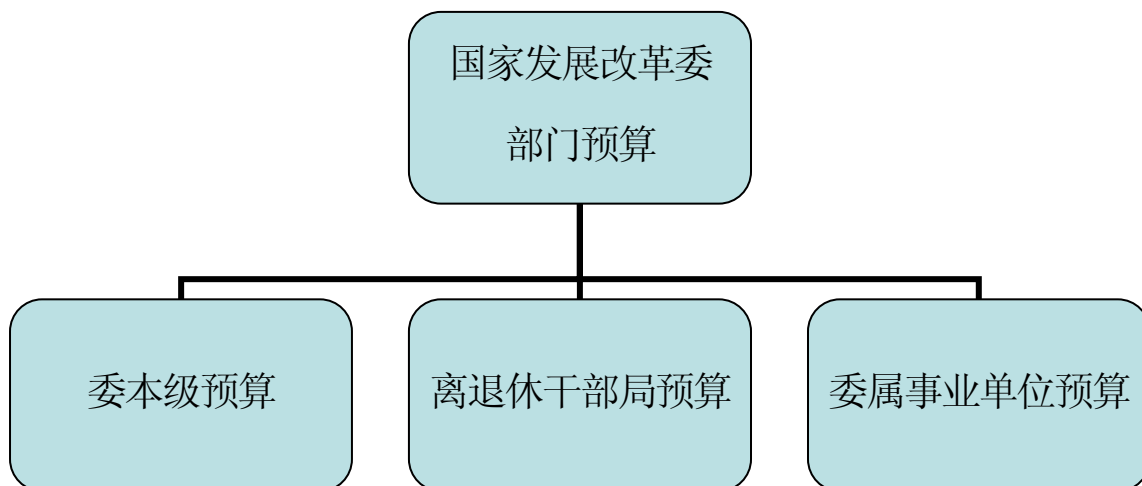 国家发展改革委
部门预算
委本级预算
离退休干部局预算
委属事业单位预算